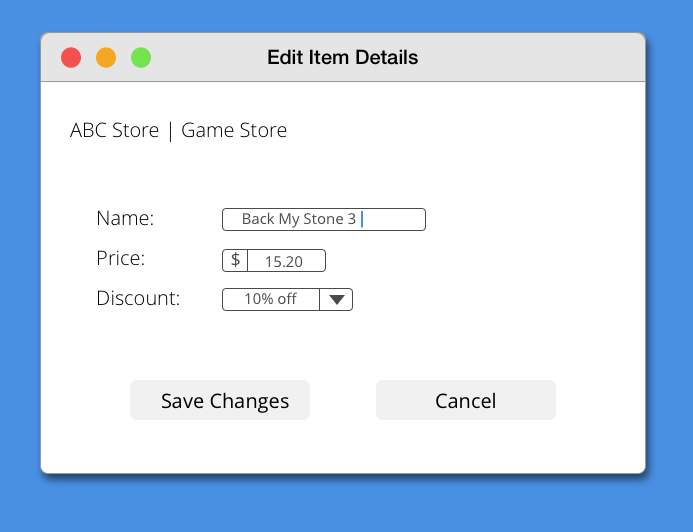 Edit Item Details
ABC Store | Game Store
Name: Back My Stone 3
Price: $ 15.20
Discount: 10% off
Save Changes Cancel